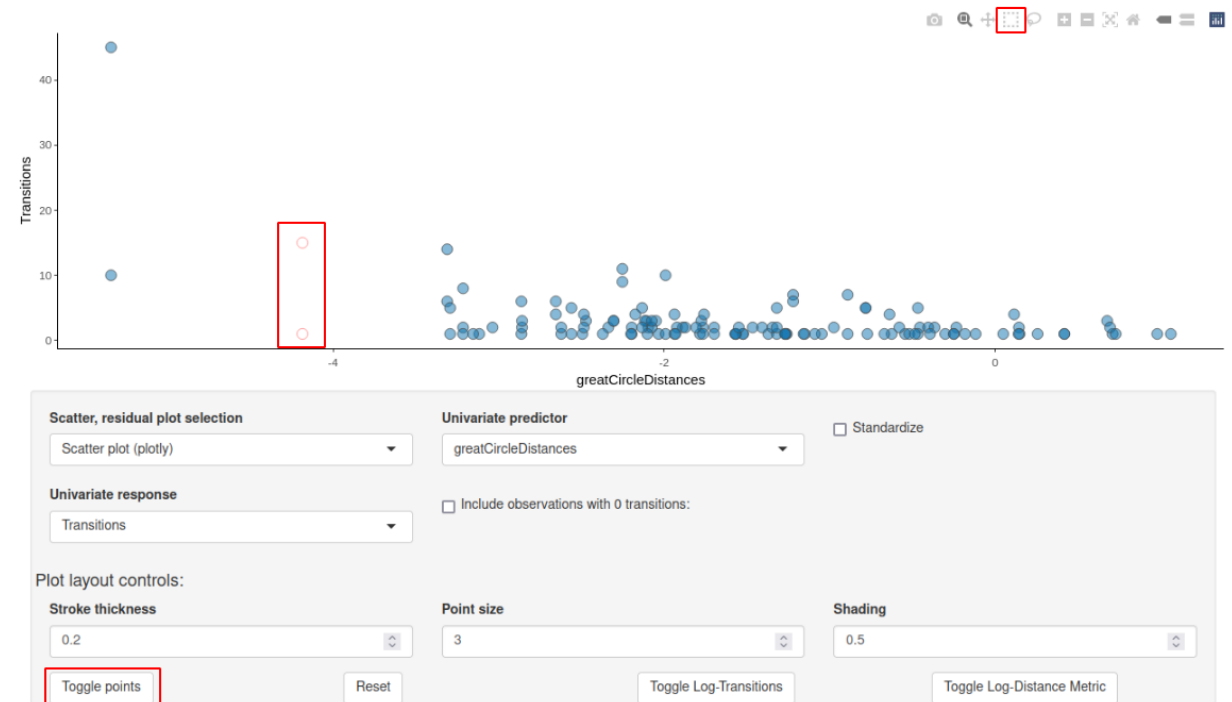 40
30
20
10
0
Transitions
-4
-2
0
greatCircleDistances
Scatter, residual plot selection
Univariate predictor
Scatter plot (plotly)
greatCircleDistances
Standardize
Univariate response
Include observations with 0 transitions:
Transitions
Plot layout controls:
Stroke thickness
Point size
Shading
0.2
3
0.5
Toggle points
Reset
Toggle Log-Transitions
Toggle Log-Distance Metric